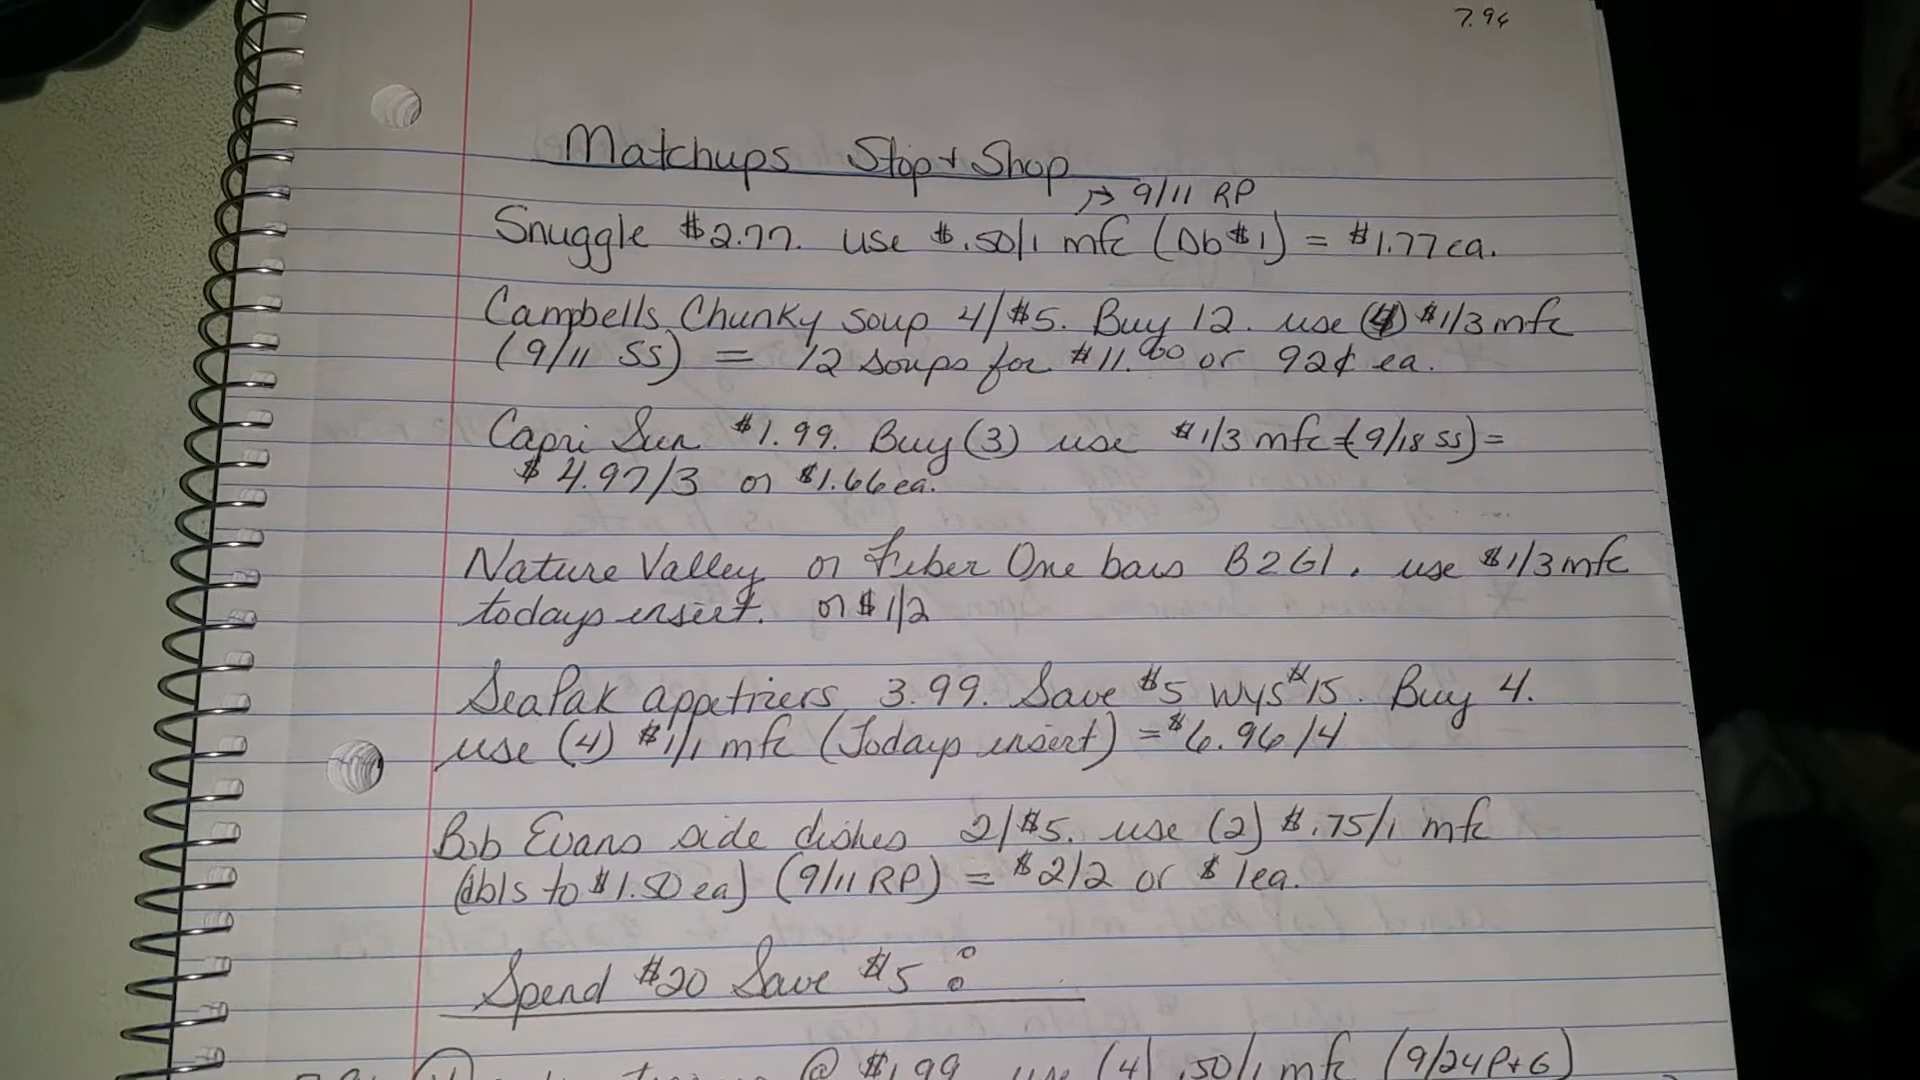 7.96
Matchups Stop + Shop
→ 9/11 RP
Snuggle $2.77. use $.50/1 mfc (Db $1) = $1.77 ea.
Campbells Chunky soup 4/$5. Buy 12. use (4) $1/3 mfc
(9/11 SS) = 12 soups for $11.00 or 92¢ ea.
Capri Sun $1.99. Buy (3) use $1/3 mfc (9/18 SS) =
$4.97/3 or $1.66 ea.
Nature Valley or Fiber One bars B2G1. use $1/3 mfc
todays insert. or $1/2
SeaPak appetizers 3.99. Save $5 wys $15. Buy 4.
use (4) $1/1 mfc (Todays insert) = $6.96/4
Bob Evans side dishes 2/$5. use (2) $.75/1 mfc
(dbls to $1.50 ea) (9/11 RP) = $2/2 or $1 ea.
Spend $20 Save $5 :
@ $1.99 use (4) .50/1 mfc (9/24 P+G)